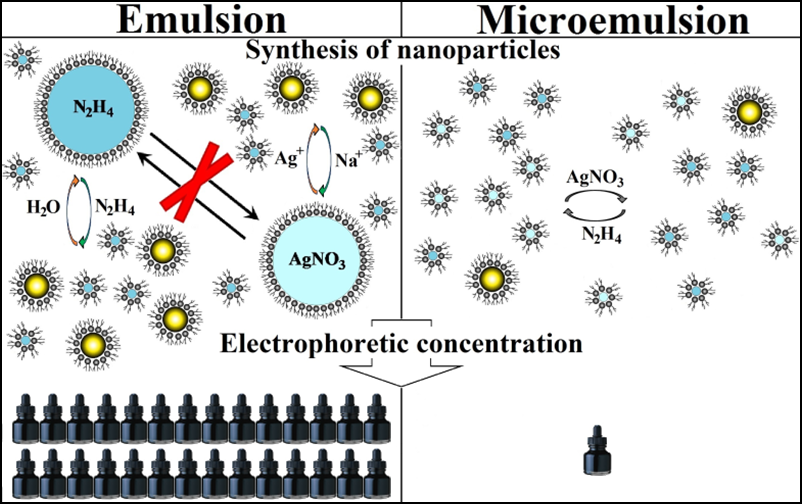 Emulsion
Microemulsion
Synthesis of nanoparticles
N₂H₄
Ag⁺
Na⁺
H₂O
N₂H₄
AgNO₃
AgNO₃
N₂H₄
Electrophoretic concentration